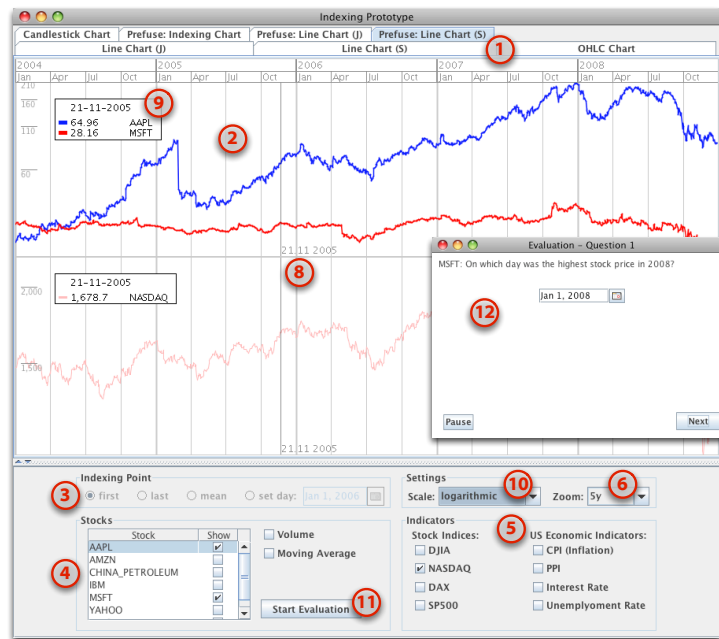 Indexing Prototype
Candlestick Chart Prefuse: Indexing Chart Prefuse: Line Chart (J) Prefuse: Line Chart (S)
Line Chart (J) Line Chart (S) OHLC Chart
1
2004 2005 2006 2007 2008
Jan Apr Jul Oct Jan Apr Jul Oct Jan Apr Jul Oct Jan Apr Jul Oct Jan Apr Jul Oct
210
160
110
60
21-11-2005
64.96 AAPL
28.16 MSFT
9
2
21.11 2005
8
21-11-2005
1,678.7 NASDAQ
2,000
1,500
21.11 2005
Evaluation - Question 1
MSFT: On which day was the highest stock price in 2008?
Jan 1, 2008
12
Pause Next
Indexing Point
3
first last mean set day: Jan 1, 2006
Settings
Scale: logarithmic Zoom: 5y
10
6
Stocks
Stock Show
AAPL
AMZN
CHINA_PETROLEUM
IBM
MSFT
YAHOO
4
Volume
Moving Average
Start Evaluation
11
Indicators
5
Stock Indices: US Economic Indicators:
DJIA CPI (Inflation)
NASDAQ PPI
DAX Interest Rate
SP500 Unemplyoment Rate